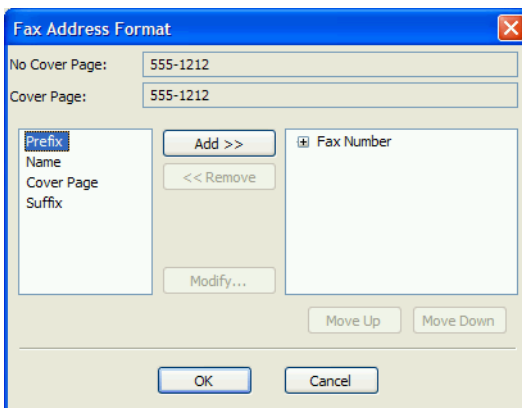 Fax Address Format
No Cover Page: 555-1212
Cover Page: 555-1212
Prefix
Name
Cover Page
Suffix
Add >>
<< Remove
Modify...
Fax Number
Move Up Move Down
OK Cancel